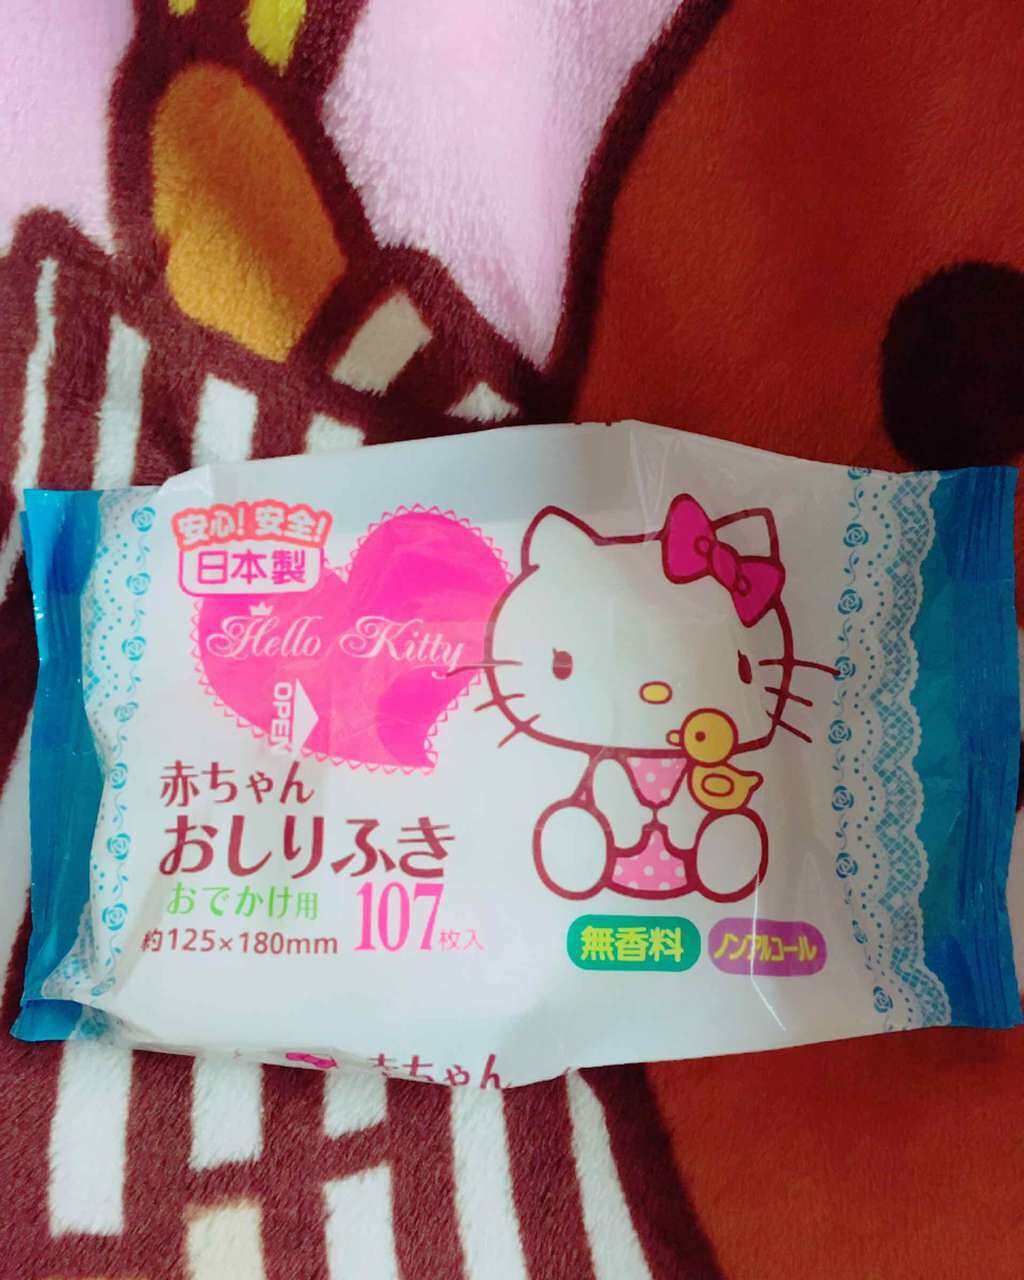 安心!安全!
日本製
Hello Kitty
OPEN
赤ちゃん
おしりふき
おでかけ用
約125×180mm 107枚入
無香料
ノンアルコール
赤ちゃん